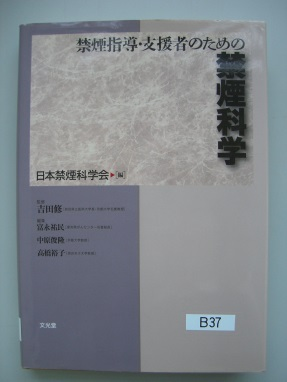 禁煙指導・支援者のための
禁煙科学
日本禁煙科学会 編
吉田修
富永祐民
中原俊隆
高橋裕子
文光堂
B37